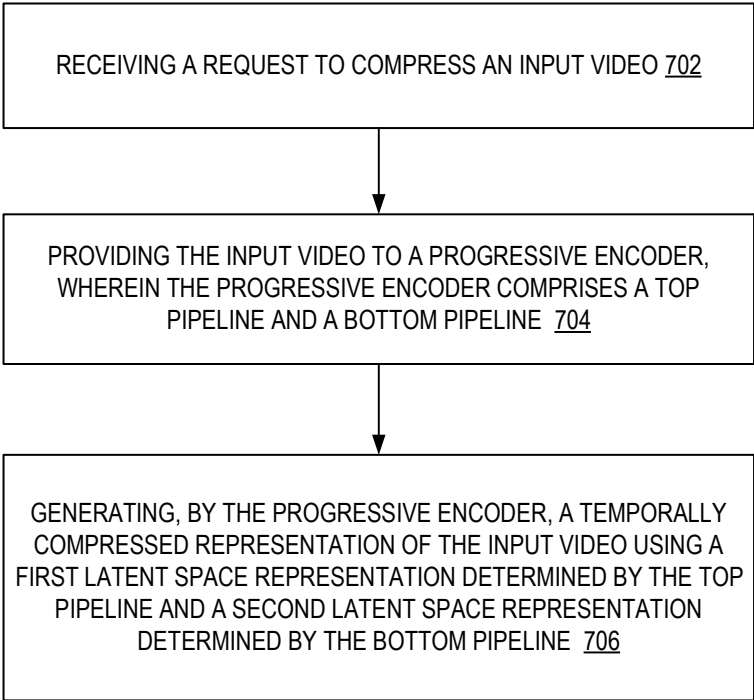 RECEIVING A REQUEST TO COMPRESS AN INPUT VIDEO 702
PROVIDING THE INPUT VIDEO TO A PROGRESSIVE ENCODER,
WHEREIN THE PROGRESSIVE ENCODER COMPRISES A TOP
PIPELINE AND A BOTTOM PIPELINE 704
GENERATING, BY THE PROGRESSIVE ENCODER, A TEMPORALLY
COMPRESSED REPRESENTATION OF THE INPUT VIDEO USING A
FIRST LATENT SPACE REPRESENTATION DETERMINED BY THE TOP
PIPELINE AND A SECOND LATENT SPACE REPRESENTATION
DETERMINED BY THE BOTTOM PIPELINE 706